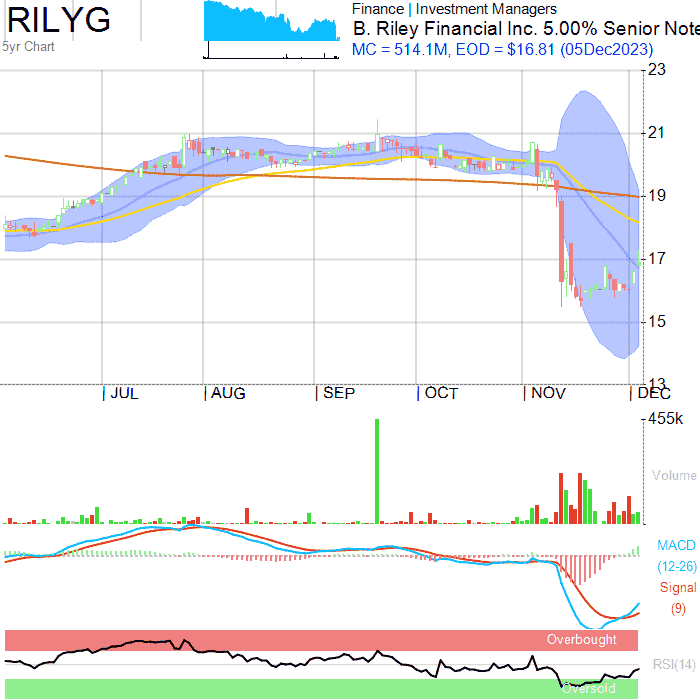 RILYG
5yr Chart
Finance | Investment Managers
B. Riley Financial Inc. 5.00% Senior Note
MC = 514.1M, EOD = $16.81 (05Dec2023)
23
21
19
17
15
13
JUL AUG SEP OCT NOV DEC
455k
Volume
MACD
(12-26)
Signal
(9)
Overbought
RSI(14)
Oversold